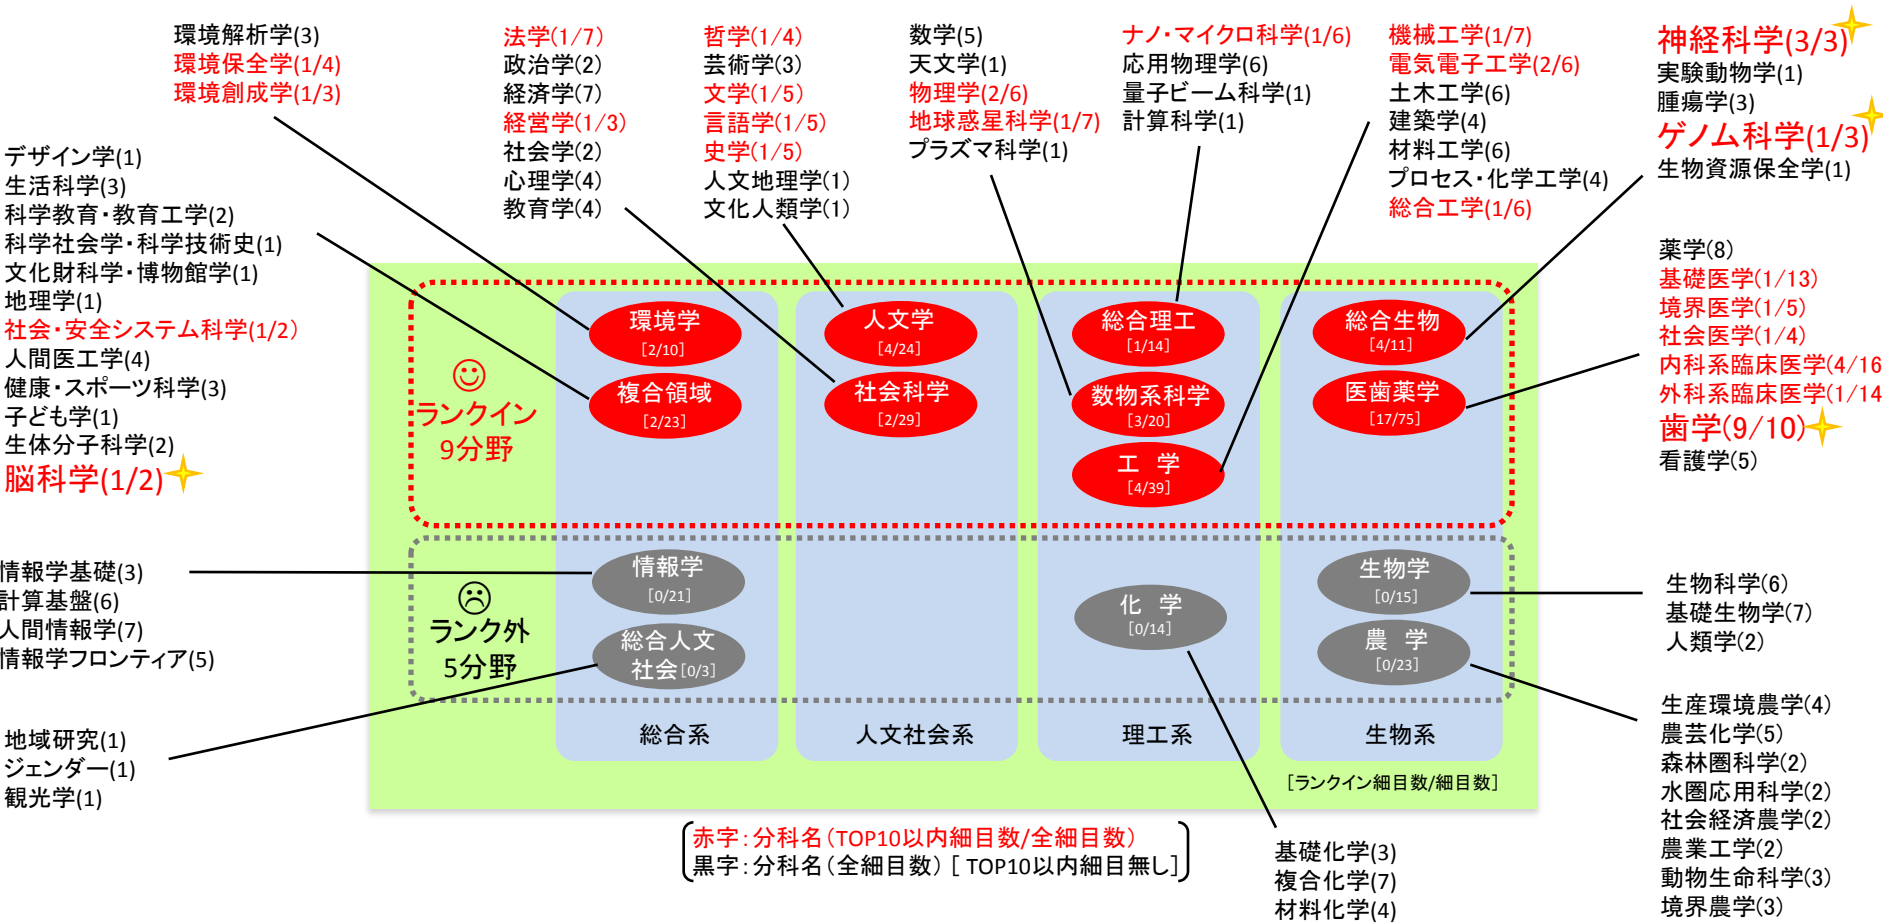 環境解析学(3)
環境保全学(1/4)
環境創成学(1/3)
法学(1/7)
政治学(2)
経済学(7)
経営学(1/3)
社会学(2)
心理学(4)
教育学(4)
哲学(1/4)
芸術学(3)
文学(1/5)
言語学(1/5)
史学(1/5)
人文地理学(1)
文化人類学(1)
数学(5)
天文学(1)
物理学(2/6)
地球惑星科学(1/7)
プラズマ科学(1)
ナノ・マイクロ科学(1/6)
応用物理学(6)
量子ビーム科学(1)
計算科学(1)
機械工学(1/7)
電気電子工学(2/6)
土木工学(6)
建築学(4)
材料工学(6)
プロセス・化学工学(4)
総合工学(1/6)
神経科学(3/3)
実験動物学(1)
腫瘍学(3)
ゲノム科学(1/3)
生物資源保全学(1)
デザイン学(1)
生活科学(3)
科学教育・教育工学(2)
科学社会学・科学技術史(1)
文化財科学・博物館学(1)
地理学(1)
社会・安全システム科学(1/2)
人間医工学(4)
健康・スポーツ科学(3)
子ども学(1)
生体分子科学(2)
脳科学(1/2)
薬学(8)
基礎医学(1/13)
境界医学(1/5)
社会医学(1/4)
内科系臨床医学(4/16
外科系臨床医学(1/14
歯学(9/10)
看護学(5)
ランクイン
9分野
環境学
[2/10]
複合領域
[2/23]
人文学
[4/24]
社会科学
[2/29]
総合理工
[1/14]
数物系科学
[3/20]
工 学
[4/39]
総合生物
[4/11]
医歯薬学
[17/75]
ランク外
5分野
情報学
[0/21]
総合人文
社会[0/3]
化 学
[0/14]
生物学
[0/15]
農 学
[0/23]
総合系
人文社会系
理工系
生物系
[ランクイン細目数/細目数]
情報学基礎(3)
計算基盤(6)
人間情報学(7)
情報学フロンティア(5)
地域研究(1)
ジェンダー(1)
観光学(1)
生物科学(6)
基礎生物学(7)
人類学(2)
生産環境農学(4)
農芸化学(5)
森林圏科学(2)
水圏応用科学(2)
社会経済農学(2)
農業工学(2)
動物生命科学(3)
境界農学(3)
基礎化学(3)
複合化学(7)
材料化学(4)
赤字：分科名（TOP10以内細目数/全細目数）
黒字：分科名（全細目数）[ TOP10以内細目無し]